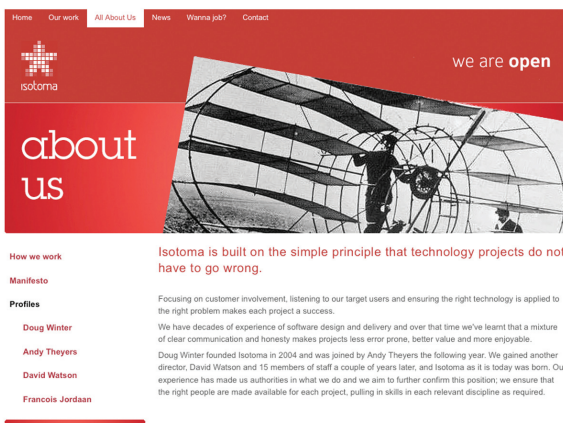 Home Our work All About Us News Wanna job? Contact
isotoma
we are open
about
us
How we work
Manifesto
Profiles
Doug Winter
Andy Theyers
David Watson
Francois Jordaan
Isotoma is built on the simple principle that technology projects do not
have to go wrong.
Focusing on customer involvement, listening to our target users and ensuring the right technology is applied to
the right problem makes each project a success.
We have decades of experience of software design and delivery and over that time we've learnt that a mixture
of clear communication and honesty makes projects less error prone, better value and more enjoyable.
Doug Winter founded Isotoma in 2004 and was joined by Andy Theyers the following year. We gained another
director, David Watson and 15 members of staff a couple of years later, and Isotoma as it is today was born. Ou
experience has made us authorities in what we do and we aim to further confirm this position; we ensure that
the right people are made available for each project, pulling in skills in each relevant discipline as required.